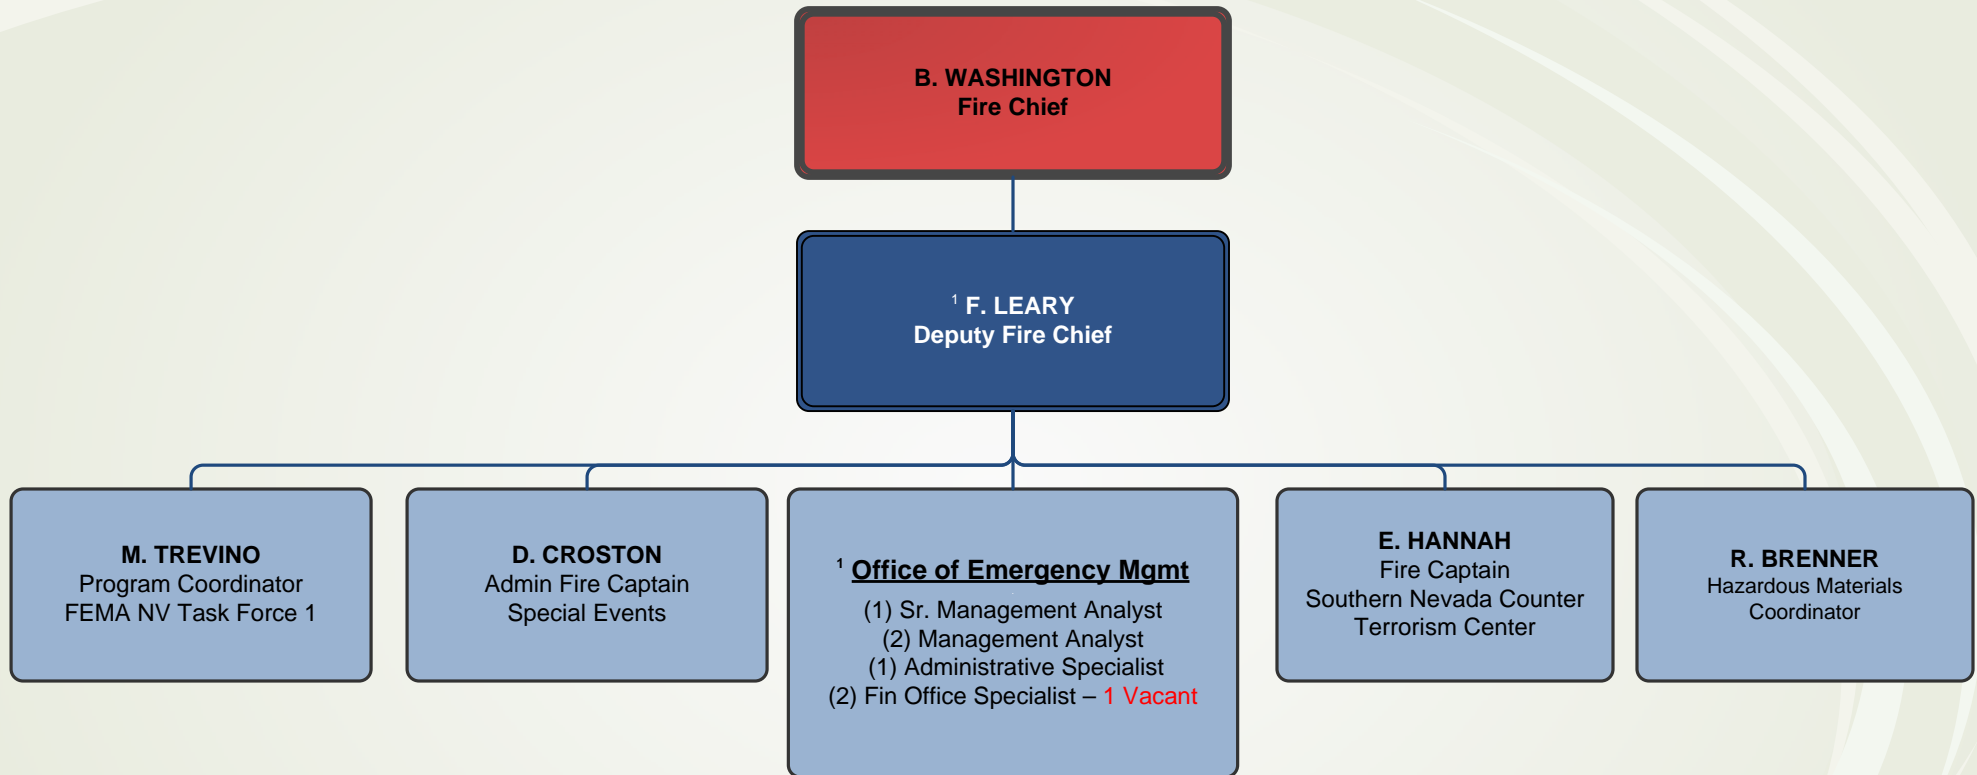 B. WASHINGTON
Fire Chief
¹ F. LEARY
Deputy Fire Chief
M. TREVINO
Program Coordinator
FEMA NV Task Force 1
D. CROSTON
Admin Fire Captain
Special Events
¹ Office of Emergency Mgmt
(1) Sr. Management Analyst
(2) Management Analyst
(1) Administrative Specialist
(2) Fin Office Specialist – 1 Vacant
E. HANNAH
Fire Captain
Southern Nevada Counter
Terrorism Center
R. BRENNER
Hazardous Materials
Coordinator